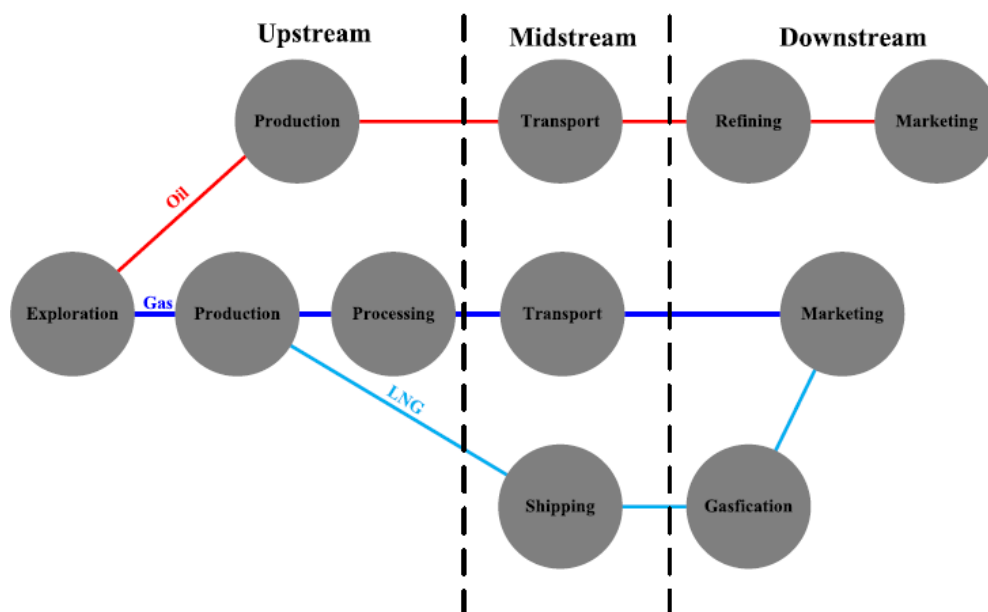 Upstream
Midstream
Downstream
Production
Transport
Refining
Marketing
Oil
Exploration
Gas
Production
Processing
Transport
Marketing
LNG
Shipping
Gasfication